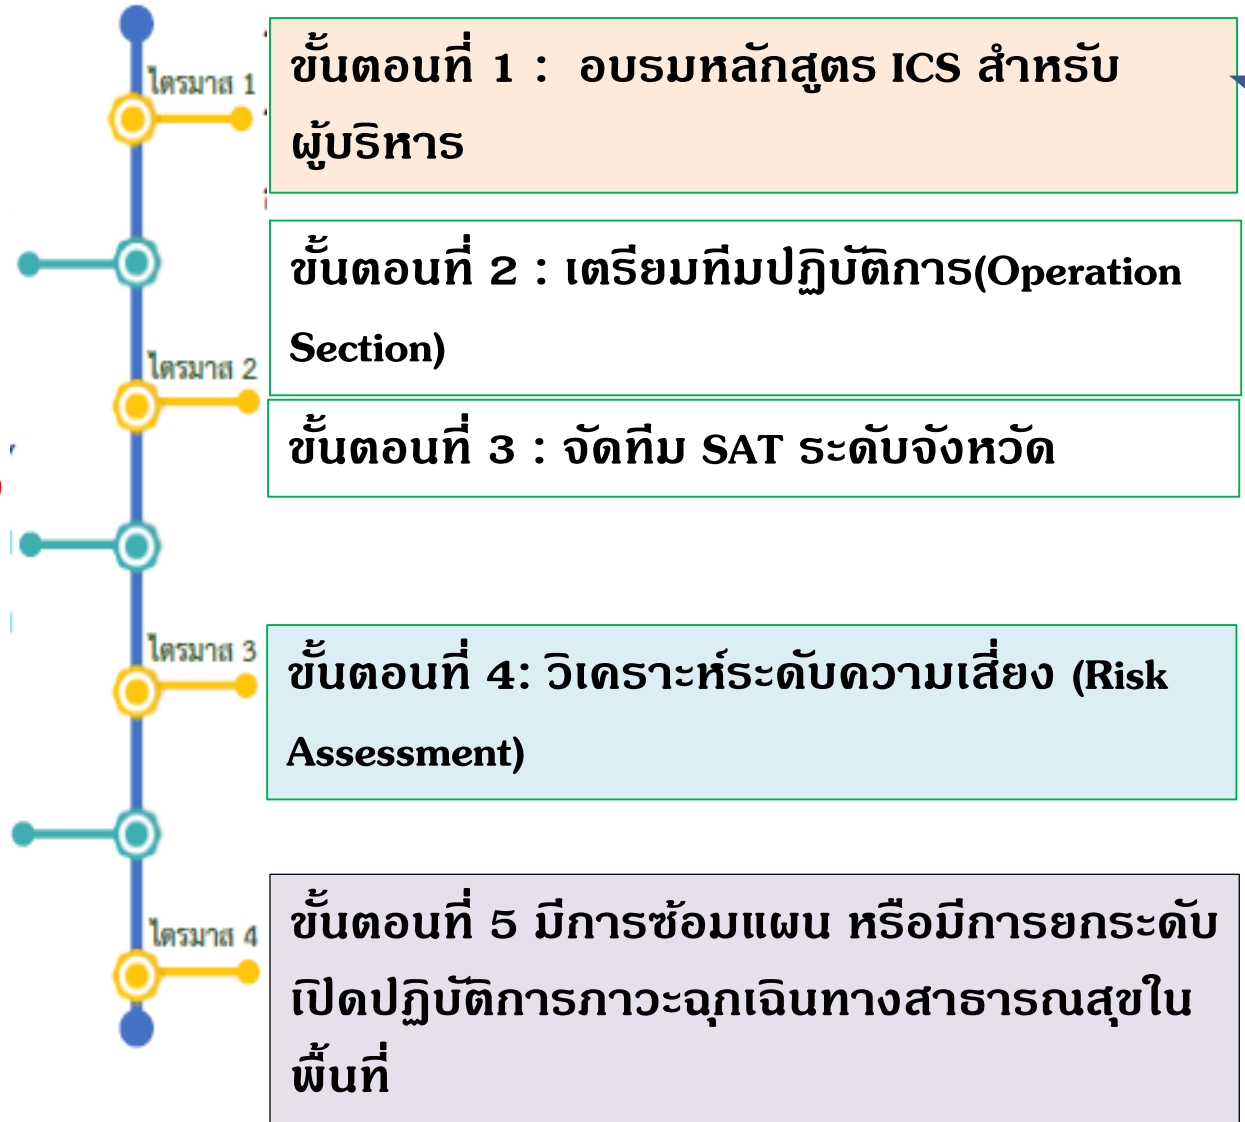 ไตรมาส 1
ขั้นตอนที่ 1 : อบรมหลักสูตร ICS สำหรับ
ผู้บริหาร
ขั้นตอนที่ 2 : เตรียมทีมปฏิบัติการ(Operation
Section)
ไตรมาส 2
ขั้นตอนที่ 3 : จัดทีม SAT ระดับจังหวัด
ไตรมาส 3
ขั้นตอนที่ 4: วิเคราะห์ระดับความเสี่ยง (Risk
Assessment)
ไตรมาส 4
ขั้นตอนที่ 5 มีการซ้อมแผน หรือมีการยกระดับ
เปิดปฏิบัติการภาวะฉุกเฉินทางสาธารณสุขใน
พื้นที่